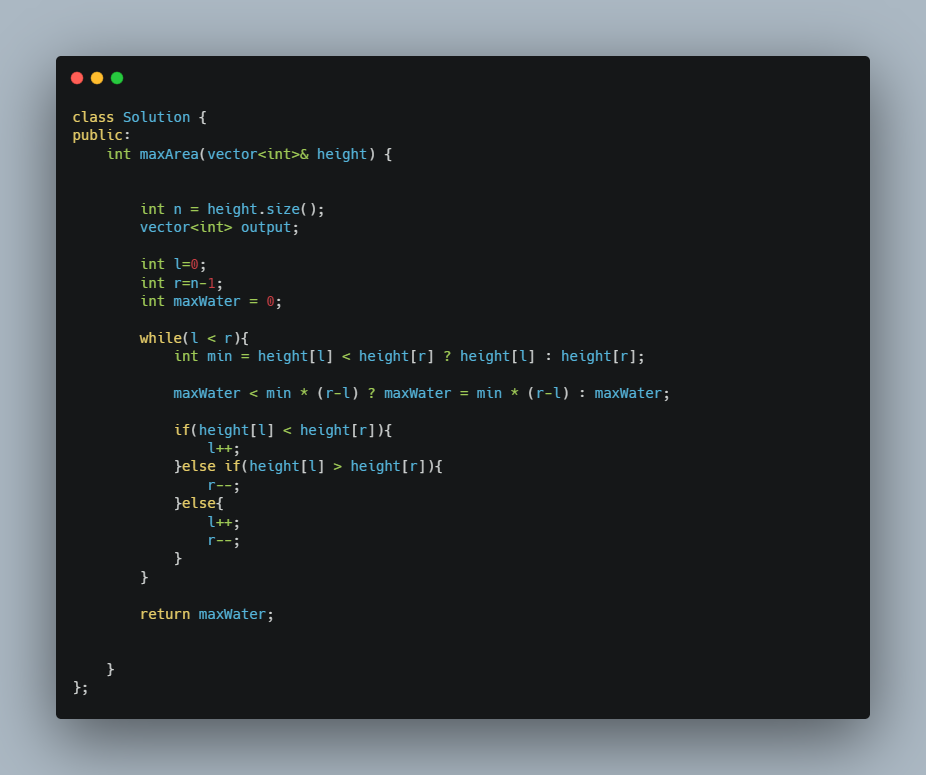 class Solution {
public:
    int maxArea(vector<int>& height) {
        int n = height.size();
        vector<int> output;
        int l=0;
        int r=n-1;
        int maxWater = 0;
        while(l < r){
            int min = height[l] < height[r] ? height[l] : height[r];
            maxWater < min * (r-l) ? maxWater = min * (r-l) : maxWater;
            if(height[l] < height[r]){
                l++;
            }else if(height[l] > height[r]){
                r--;
            }else{
                l++;
                r--;
            }
        }
        return maxWater;
    }
};